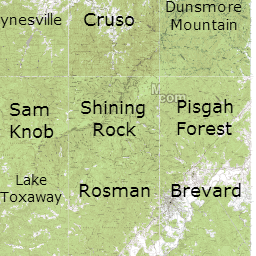 ynesville
Cruso
Dunsmore
Mountain
Sam
Knob
Shining
Rock
Pisgah
Forest
Lake
Toxaway
Rosman
Brevard